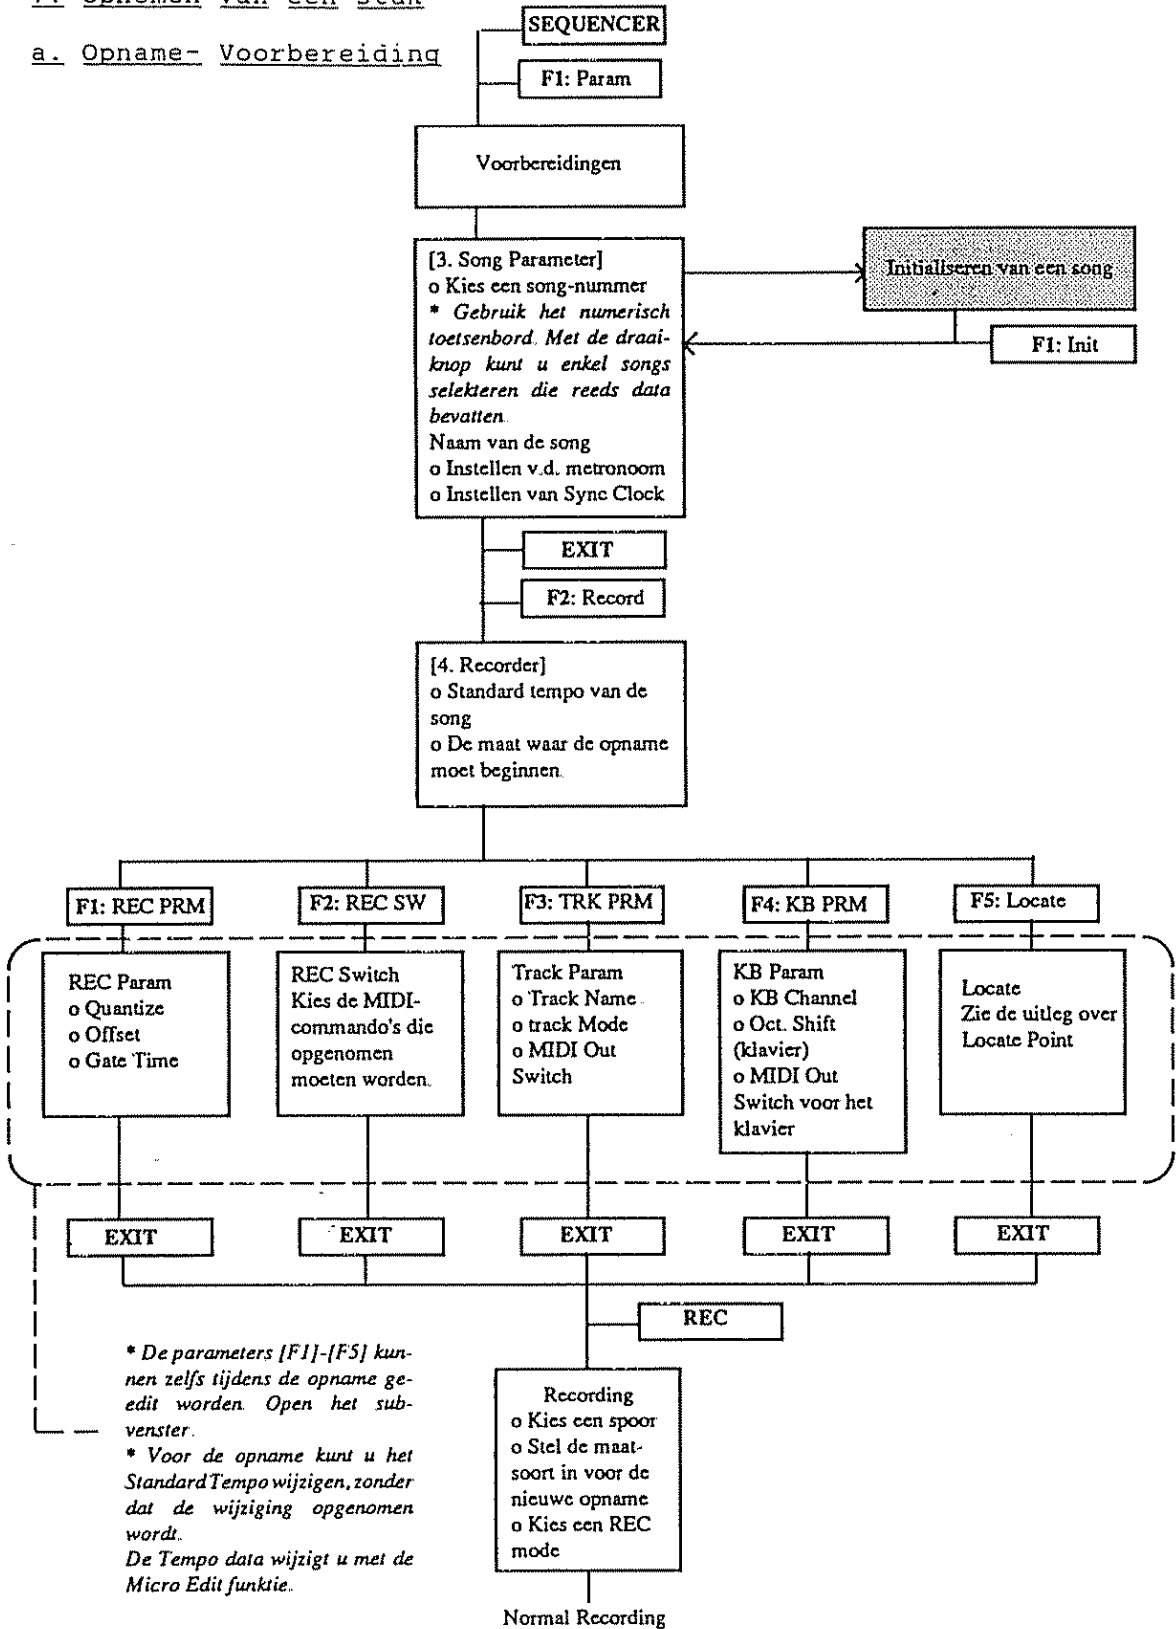 Opnemen van een stuk
a. Opname- Voorbereiding
SEQUENCER
F1: Param
Voorbereidingen
[3. Song Parameter]
o Kies een song-nummer
* Gebruik het numerisch
toetsenbord. Met de draai-
knop kunt u enkel songs
selekteren die reeds data
bevatten.
Naam van de song
o Instellen v.d. metronoom
o Instellen van Sync Clock
Initialiseren van een song
F1: Init
EXIT
F2: Record
[4. Recorder]
o Standard tempo van de
song
o De maat waar de opname
moet beginnen.
F1: REC PRM
F2: REC SW
F3: TRK PRM
F4: KB PRM
F5: Locate
REC Param
o Quantize
o Offset
o Gate Time
REC Switch
Kies de MIDI-
commando's die
opgenomen
moeten worden.
Track Param
o Track Name
o track Mode
o MIDI Out
Switch
KB Param
o KB Channel
o Oct. Shift
(klavier)
o MIDI Out
Switch voor het
klavier
Locate
Zie de uitleg over
Locate Point
EXIT
EXIT
EXIT
EXIT
EXIT
REC
* De parameters [F1]-[F5] kun-
nen zelfs tijdens de opname ge-
edit worden. Open het sub-
venster.
* Voor de opname kunt u het
Standard Tempo wijzigen, zonder
dat de wijziging opgenomen
wordt.
De Tempo data wijzigt u met de
Micro Edit funktie.
Recording
o Kies een spoor
o Stel de maat-
soort in voor de
nieuwe opname
o Kies een REC
mode
Normal Recording